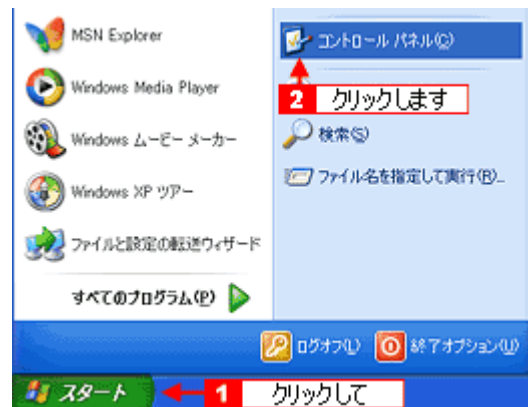 MSN Explorer
Windows Media Player
Windows ムービー メーカー
Windows XP ツアー
ファイルと設定の転送ウィザード
すべてのプログラム(P)
コントロール パネル(C)
2 クリックします
検索(S)
ファイル名を指定して実行(R)...
ログオフ(L)
終了オプション(U)
スタート
1 クリックして